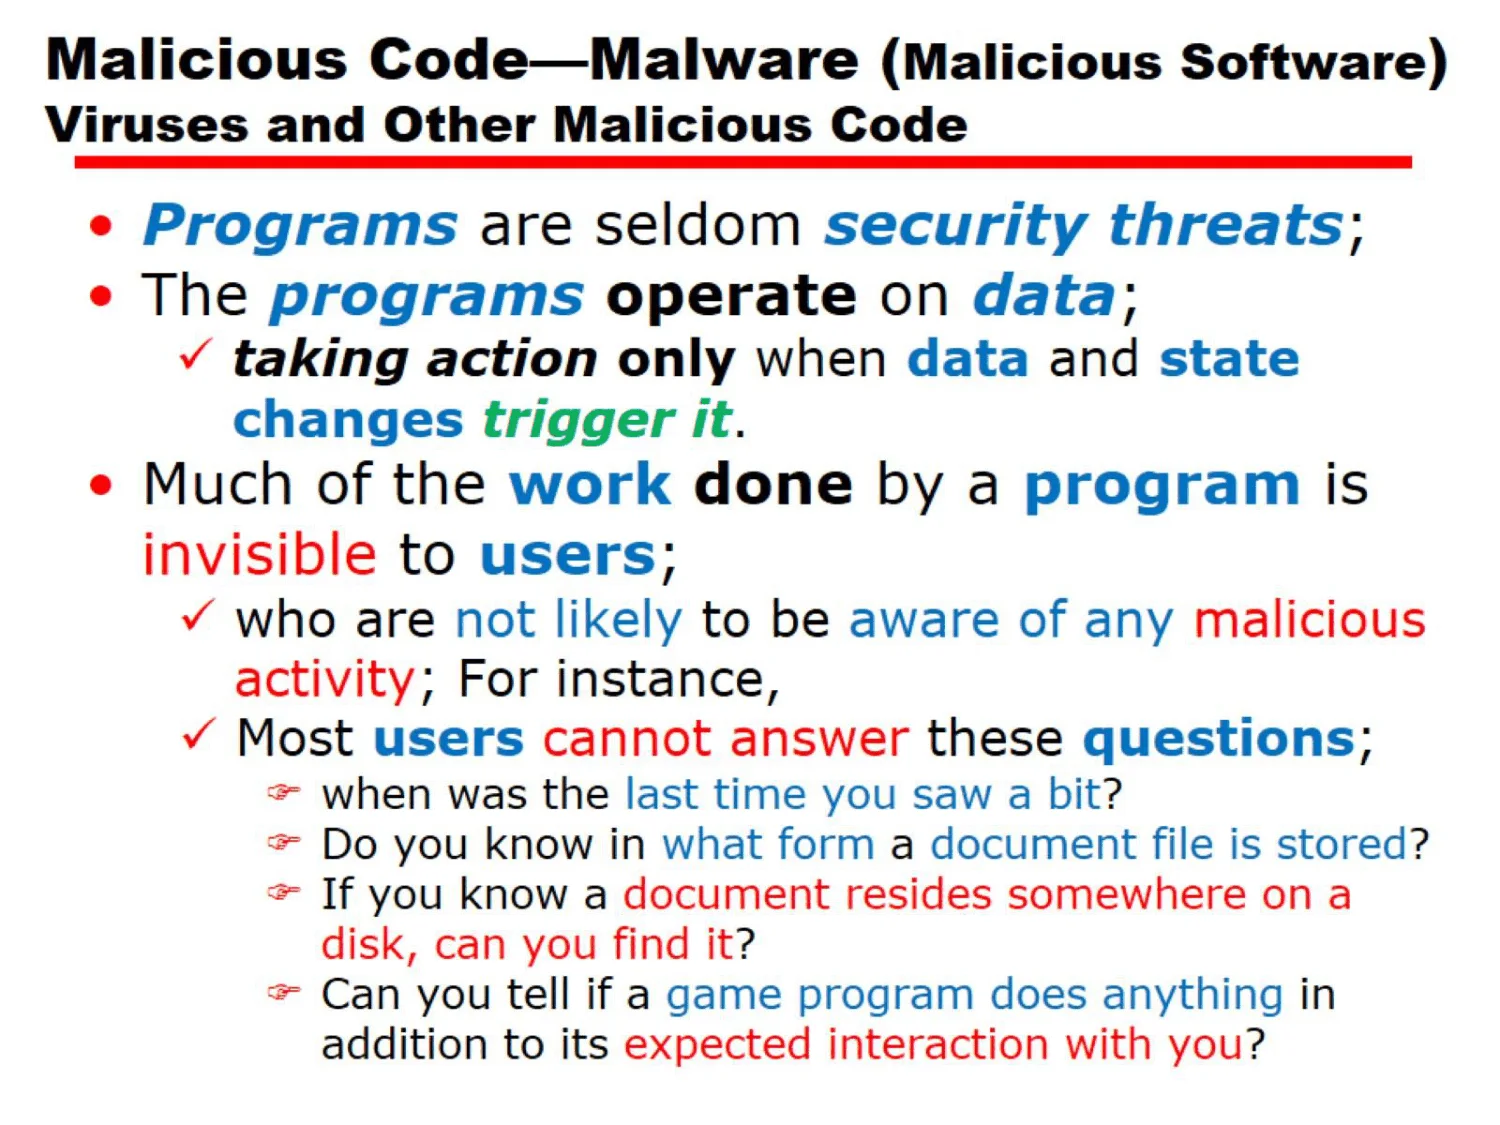 Malicious Code—Malware (Malicious Software)
Viruses and Other Malicious Code
• Programs are seldom security threats;
• The programs operate on data;
✓ taking action only when data and state
changes trigger it.
• Much of the work done by a program is
invisible to users;
✓ who are not likely to be aware of any malicious
activity; For instance,
✓ Most users cannot answer these questions;
☞ when was the last time you saw a bit?
☞ Do you know in what form a document file is stored?
☞ If you know a document resides somewhere on a
disk, can you find it?
☞ Can you tell if a game program does anything in
addition to its expected interaction with you?